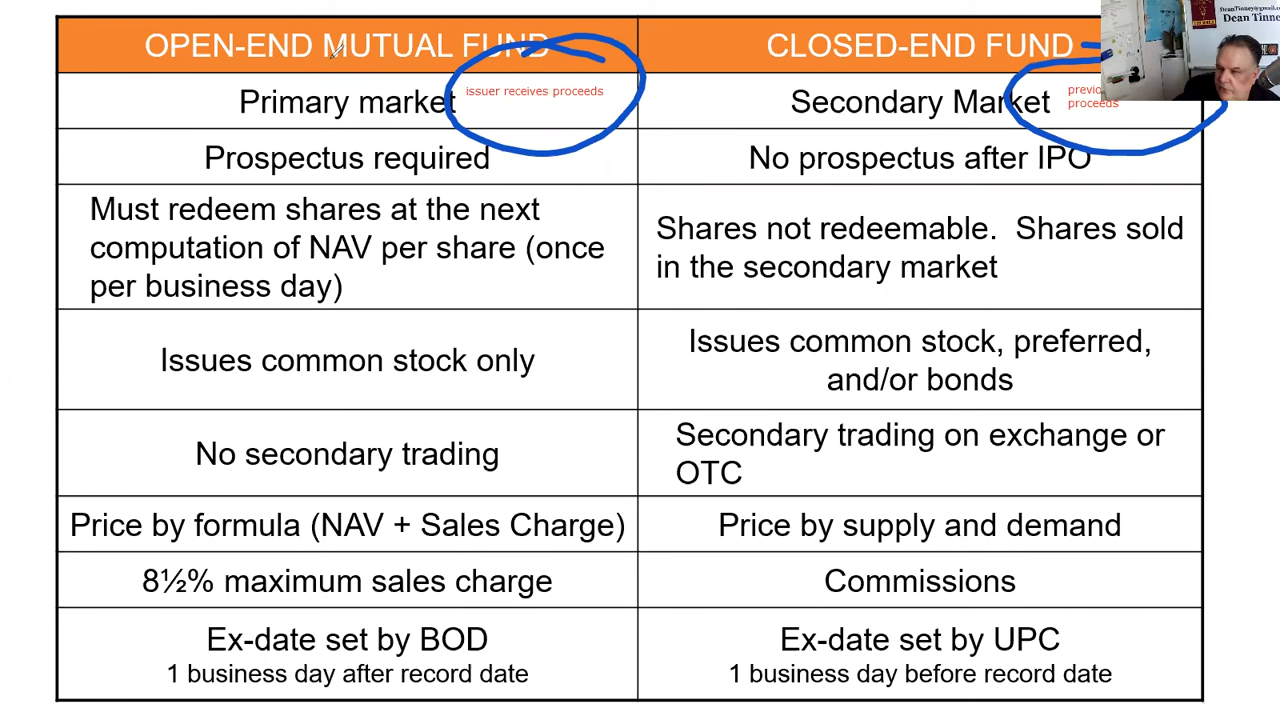 OPEN-END MUTUAL FUND
CLOSED-END FUND
DeanTinney@gmail.co
Dean Tinne
Primary market
issuer receives proceeds
Secondary Market
previo
proceeds
Prospectus required
No prospectus after IPO
Must redeem shares at the next
computation of NAV per share (once
per business day)
Shares not redeemable. Shares sold
in the secondary market
Issues common stock only
Issues common stock, preferred,
and/or bonds
No secondary trading
Secondary trading on exchange or
OTC
Price by formula (NAV + Sales Charge)
Price by supply and demand
8½% maximum sales charge
Commissions
Ex-date set by BOD
1 business day after record date
Ex-date set by UPC
1 business day before record date